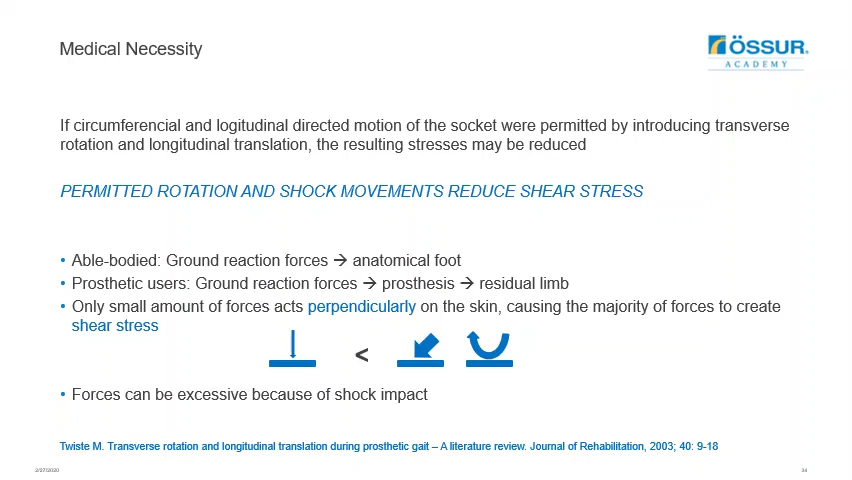 Medical Necessity
ÖSSUR®
ACADEMY
If circumferencial and logitudinal directed motion of the socket were permitted by introducing transverse
rotation and longitudinal translation, the resulting stresses may be reduced
PERMITTED ROTATION AND SHOCK MOVEMENTS REDUCE SHEAR STRESS
• Able-bodied: Ground reaction forces → anatomical foot
• Prosthetic users: Ground reaction forces → prosthesis → residual limb
• Only small amount of forces acts perpendicularly on the skin, causing the majority of forces to create
shear stress
<
• Forces can be excessive because of shock impact
Twiste M. Transverse rotation and longitudinal translation during prosthetic gait – A literature review. Journal of Rehabilitation, 2003; 40: 9-18
2/27/2020
34